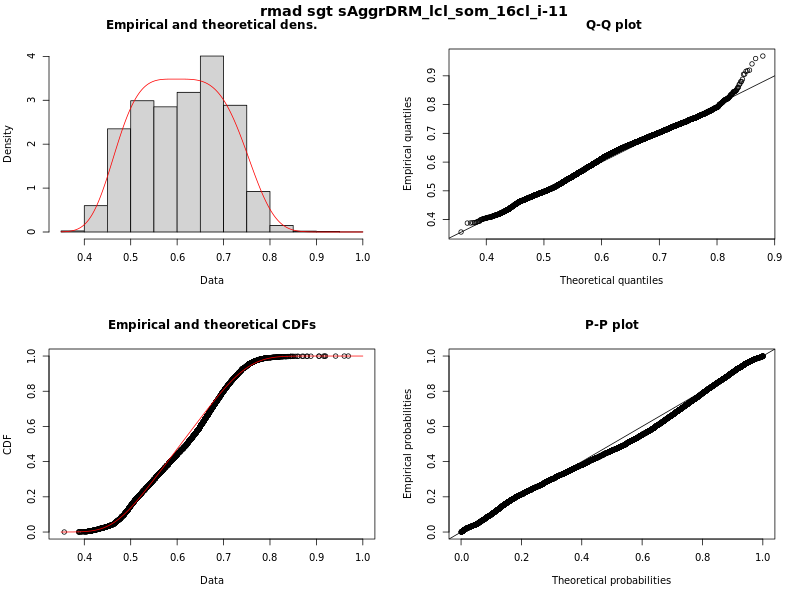 rmad sgt sAggrDRM_lcl_som_16cl_i-11
Empirical and theoretical dens.
Density
0 1 2 3 4
0.4 0.5 0.6 0.7 0.8 0.9 1.0
Data
Q-Q plot
Empirical quantiles
0.4 0.5 0.6 0.7 0.8 0.9
0.4 0.5 0.6 0.7 0.8 0.9
Theoretical quantiles
Empirical and theoretical CDFs
CDF
0.0 0.2 0.4 0.6 0.8 1.0
0.4 0.5 0.6 0.7 0.8 0.9 1.0
Data
P-P plot
Empirical probabilities
0.0 0.2 0.4 0.6 0.8 1.0
0.0 0.2 0.4 0.6 0.8 1.0
Theoretical probabilities